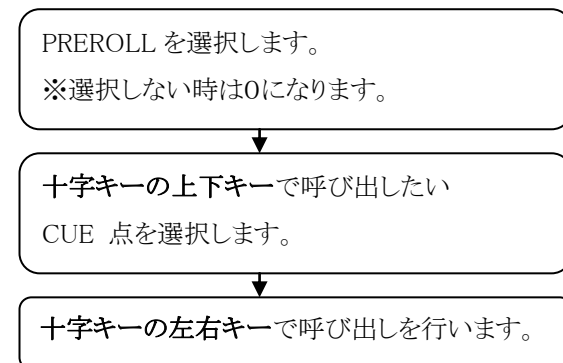 PREROLL を選択します。
※選択しない時は0になります。
十字キーの上下キーで呼び出したい
CUE 点を選択します。
十字キーの左右キーで呼び出しを行います。